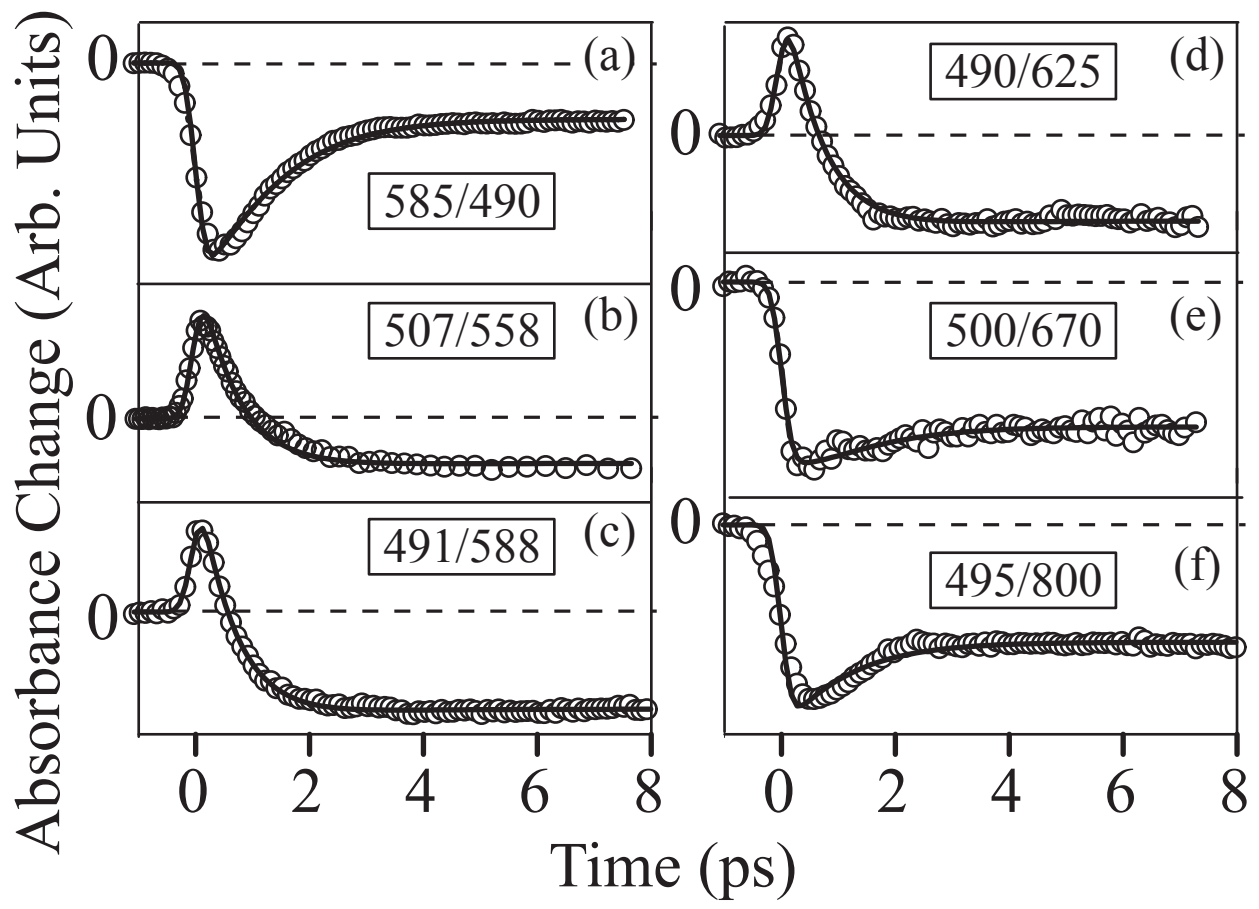 Absorbance Change (Arb. Units)
0
(a)
585/490
0
(b)
507/558
0
(c)
491/588
0 2 4 6 8
0
(d)
490/625
0
(e)
500/670
0
(f)
495/800
0 2 4 6 8
Time (ps)